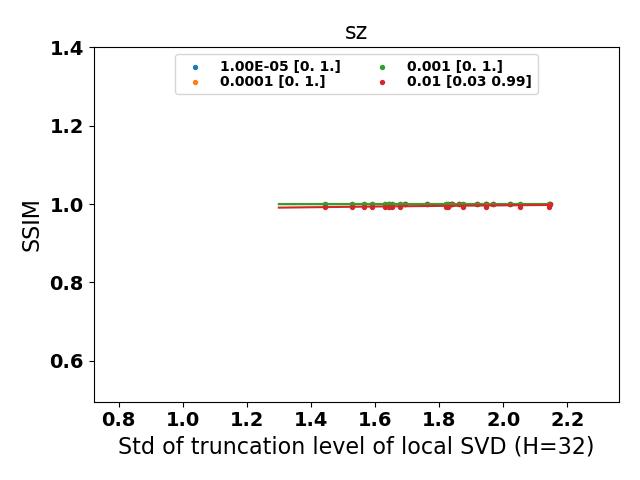 sz
1.00E-05 [0. 1.]
0.0001 [0. 1.]
0.001 [0. 1.]
0.01 [0.03 0.99]
SSIM
1.4
1.2
1.0
0.8
0.6
0.8 1.0 1.2 1.4 1.6 1.8 2.0 2.2
Std of truncation level of local SVD (H=32)